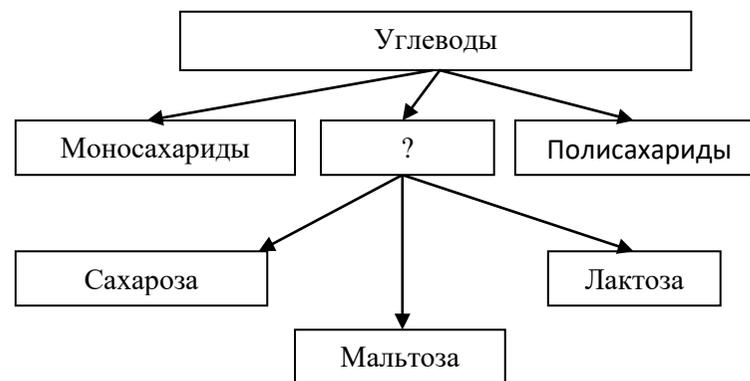 Углеводы
Моносахариды
?
Полисахариды
Сахароза
Лактоза
Мальтоза